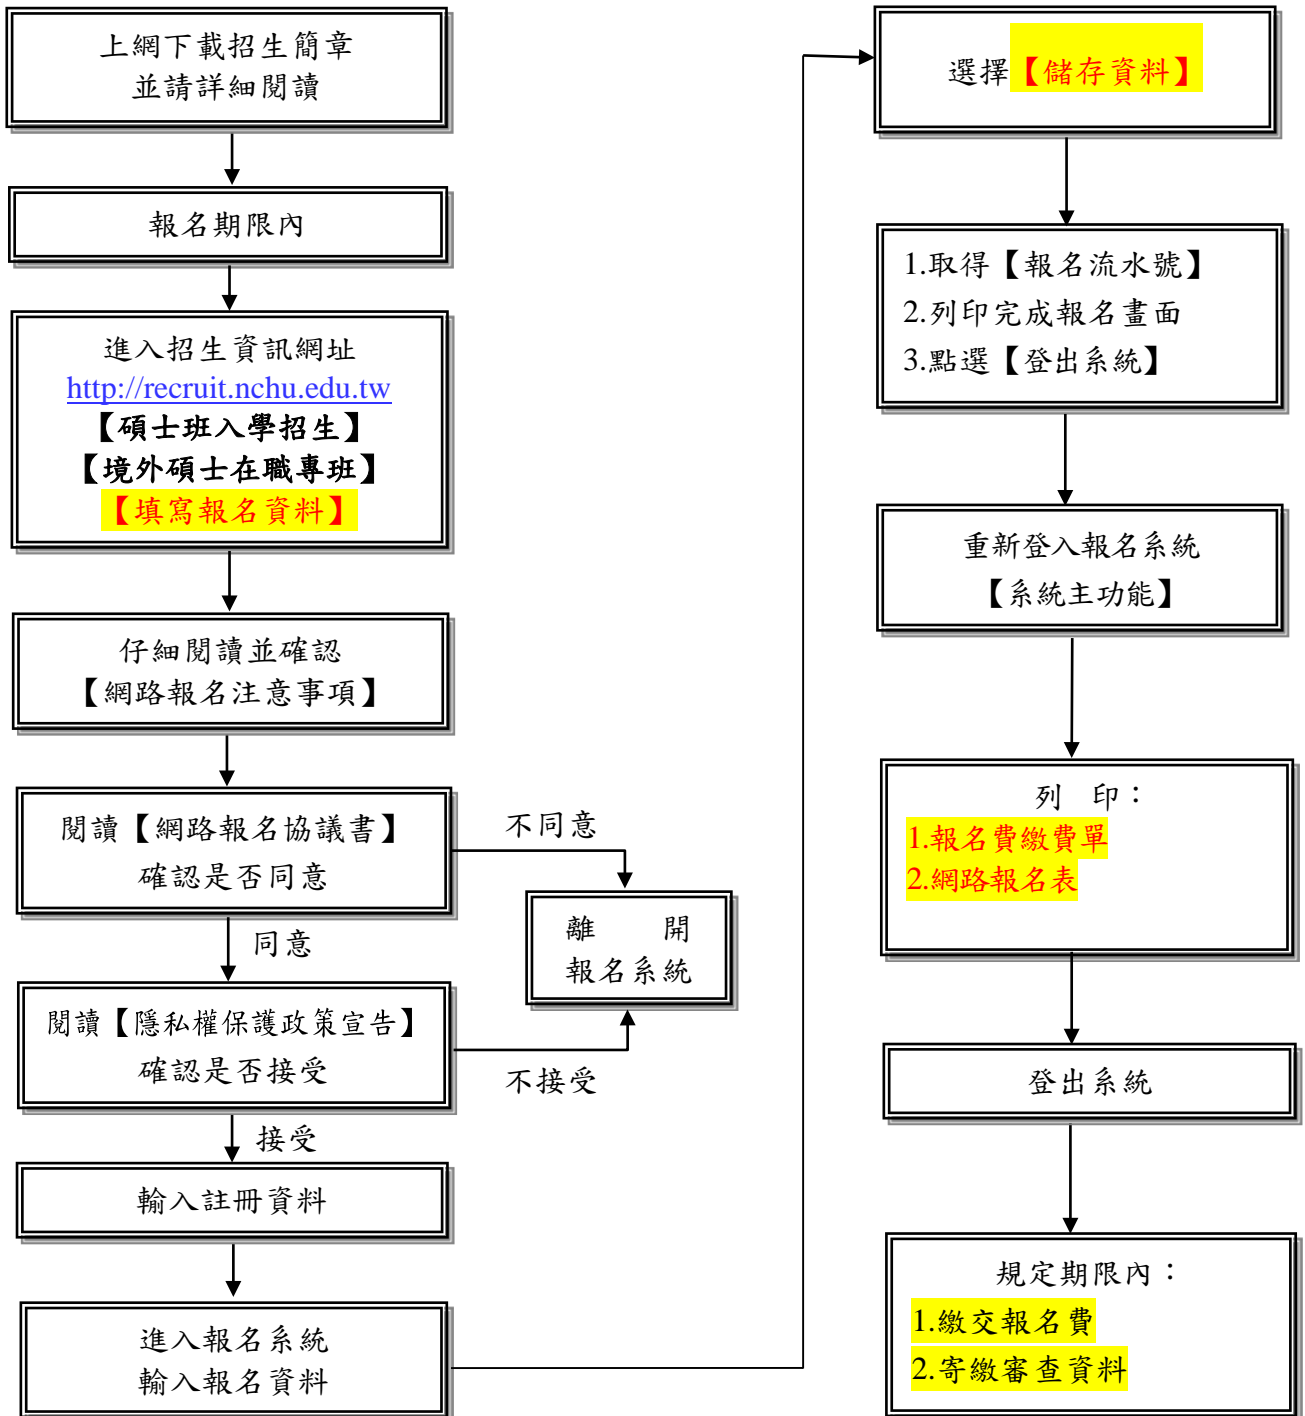 上網下載招生簡章
並請詳細閱讀
報名期限內
進入招生資訊網址
http://recruit.nchu.edu.tw
【碩士班入學招生】
【境外碩士在職專班】
【填寫報名資料】
仔細閱讀並確認
【網路報名注意事項】
閱讀【網路報名協議書】
確認是否同意
不同意
同意
離 開
報名系統
閱讀【隱私權保護政策宣告】
確認是否接受
不接受
接受
輸入註冊資料
進入報名系統
輸入報名資料
選擇【儲存資料】
1.取得【報名流水號】
2.列印完成報名畫面
3.點選【登出系統】
重新登入報名系統
【系統主功能】
列 印：
1.報名費繳費單
2.網路報名表
登出系統
規定期限內：
1.繳交報名費
2.寄繳審查資料